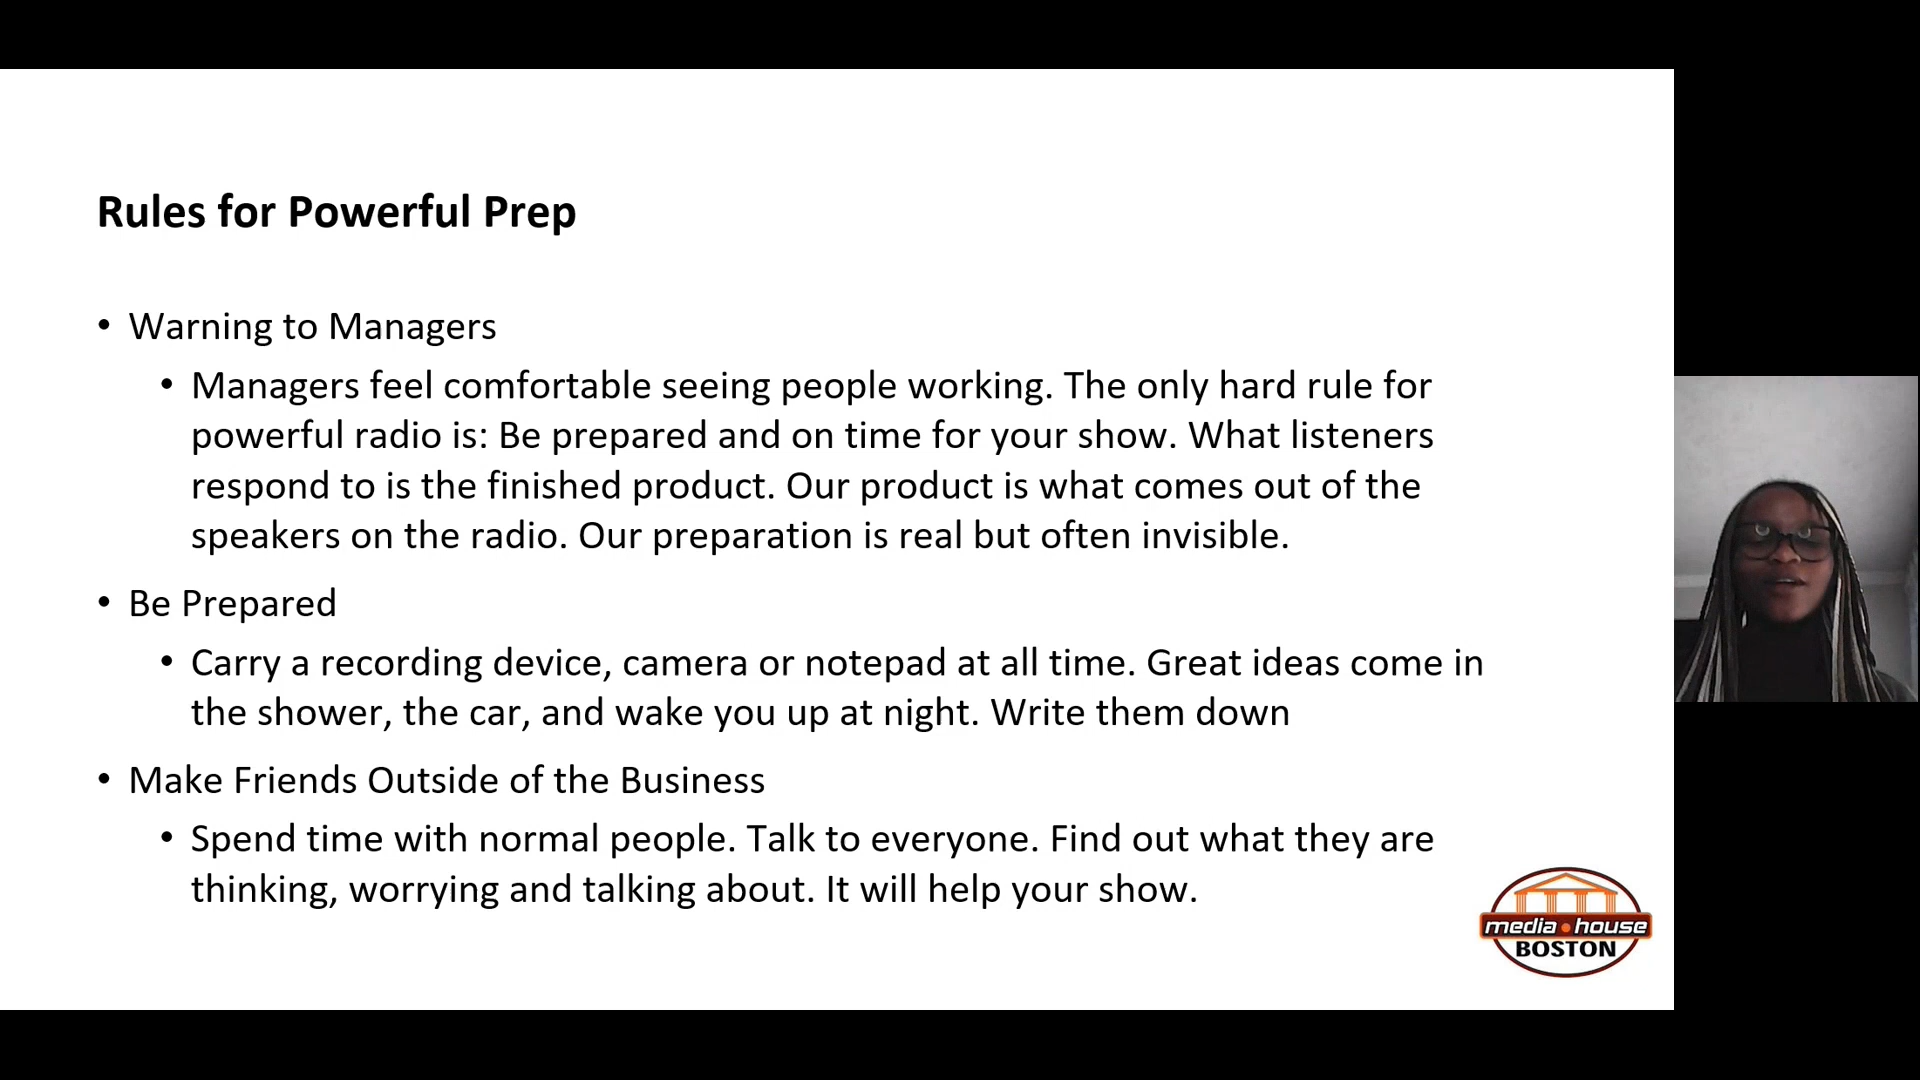 Rules for Powerful Prep
• Warning to Managers
• Managers feel comfortable seeing people working. The only hard rule for
powerful radio is: Be prepared and on time for your show. What listeners
respond to is the finished product. Our product is what comes out of the
speakers on the radio. Our preparation is real but often invisible.
• Be Prepared
• Carry a recording device, camera or notepad at all time. Great ideas come in
the shower, the car, and wake you up at night. Write them down
• Make Friends Outside of the Business
• Spend time with normal people. Talk to everyone. Find out what they are
thinking, worrying and talking about. It will help your show.
media•house
BOSTON